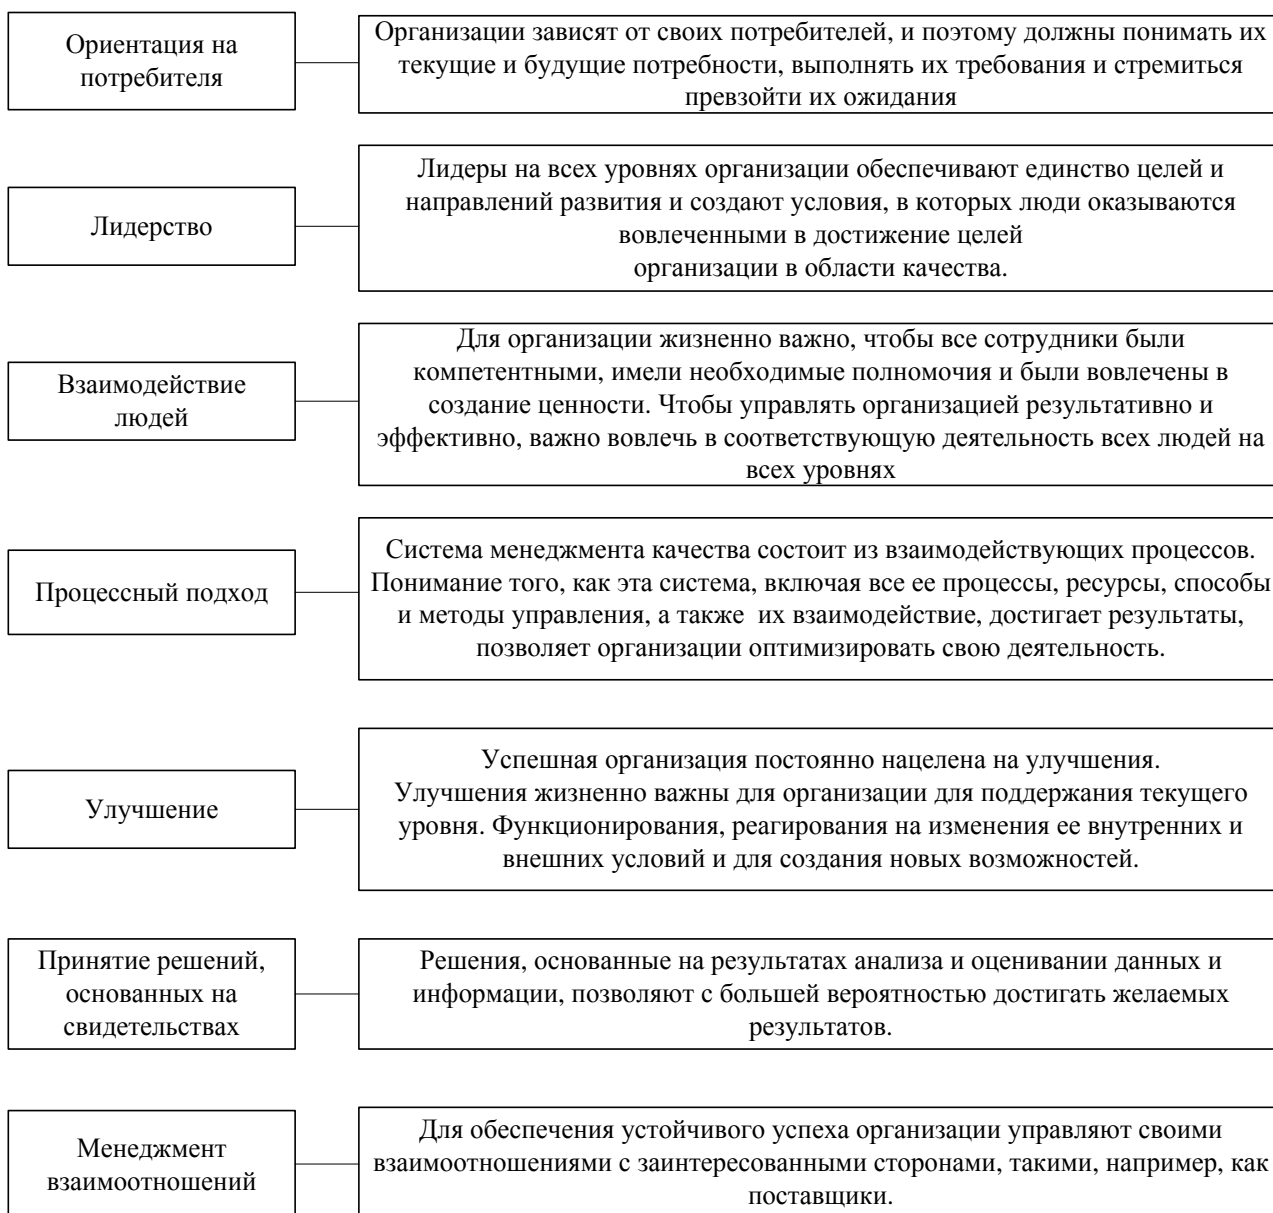 Ориентация на
потребителя
Организации зависят от своих потребителей, и поэтому должны понимать их
текущие и будущие потребности, выполнять их требования и стремиться
превзойти их ожидания
Лидерство
Лидеры на всех уровнях организации обеспечивают единство целей и
направлений развития и создают условия, в которых люди оказываются
вовлеченными в достижение целей
организации в области качества.
Взаимодействие
людей
Для организации жизненно важно, чтобы все сотрудники были
компетентными, имели необходимые полномочия и были вовлечены в
создание ценности. Чтобы управлять организацией результативно и
эффективно, важно вовлечь в соответствующую деятельность всех людей на
всех уровнях
Процессный подход
Система менеджмента качества состоит из взаимодействующих процессов.
Понимание того, как эта система, включая все ее процессы, ресурсы, способы
и методы управления, а также их взаимодействие, достигает результаты,
позволяет организации оптимизировать свою деятельность.
Улучшение
Успешная организация постоянно нацелена на улучшения.
Улучшения жизненно важны для организации для поддержания текущего
уровня. Функционирования, реагирования на изменения ее внутренних и
внешних условий и для создания новых возможностей.
Принятие решений,
основанных на
свидетельствах
Решения, основанные на результатах анализа и оценивании данных и
информации, позволяют с большей вероятностью достигать желаемых
результатов.
Менеджмент
взаимоотношений
Для обеспечения устойчивого успеха организации управляют своими
взаимоотношениями с заинтересованными сторонами, такими, например, как
поставщики.